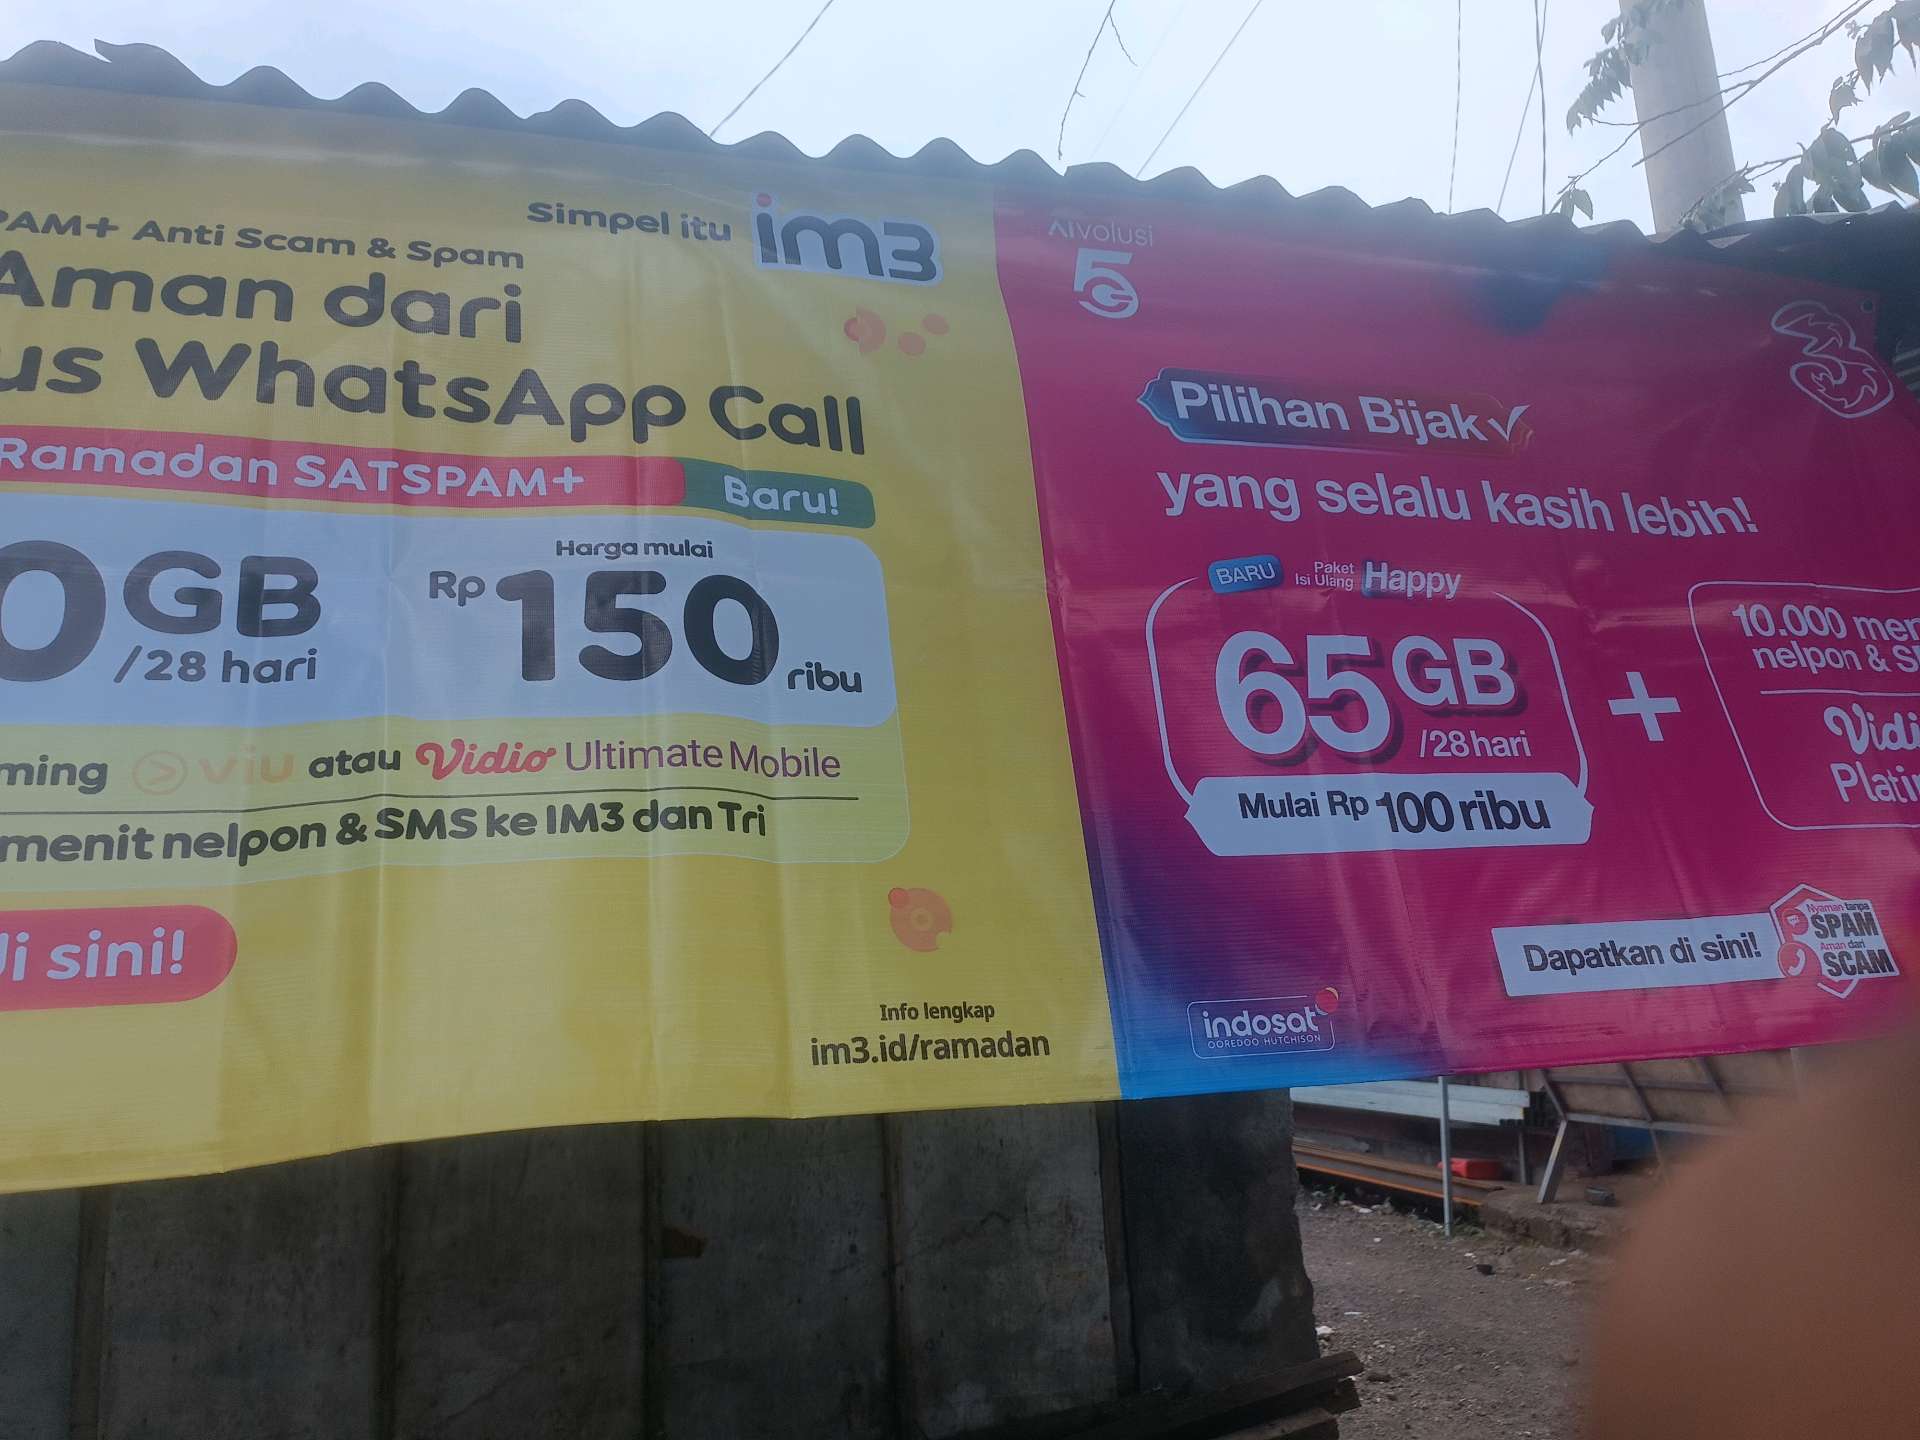 Anti Scam & Spam
Simpel itu im3
Aman dari
WhatsApp Call
Ramadan SATSPAM+ Baru!
GB
/28 hari
Harga mulai
Rp 150 ribu
viu atau Vidio Ultimate Mobile
menit nelpon & SMS ke IM3 dan Tri
sini!
Info lengkap
im3.id/ramadan
AIvolusi
5G
3
Pilihan Bijak
yang selalu kasih lebih!
BARU Paket Isi Ulang Happy
65GB
/28 hari
Mulai Rp 100 ribu
+
10.000
nelpon &
Dapatkan di sini!
Nyaman tanpa
SPAM
Aman dari
SCAM
indosat
OOREDOO HUTCHISON